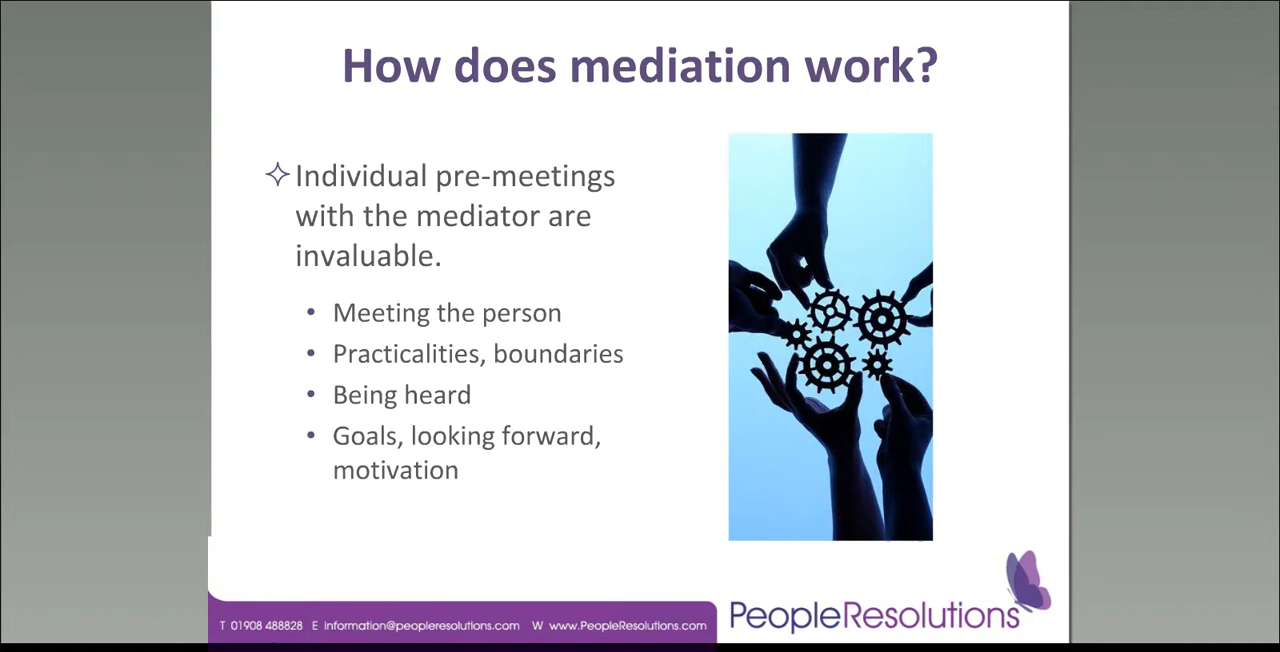 How does mediation work?
Individual pre-meetings
with the mediator are
invaluable.
• Meeting the person
• Practicalities, boundaries
• Being heard
• Goals, looking forward,
motivation
T 01908 488828 E information@peopleresolutions.com W www.PeopleResolutions.com
PeopleResolutions